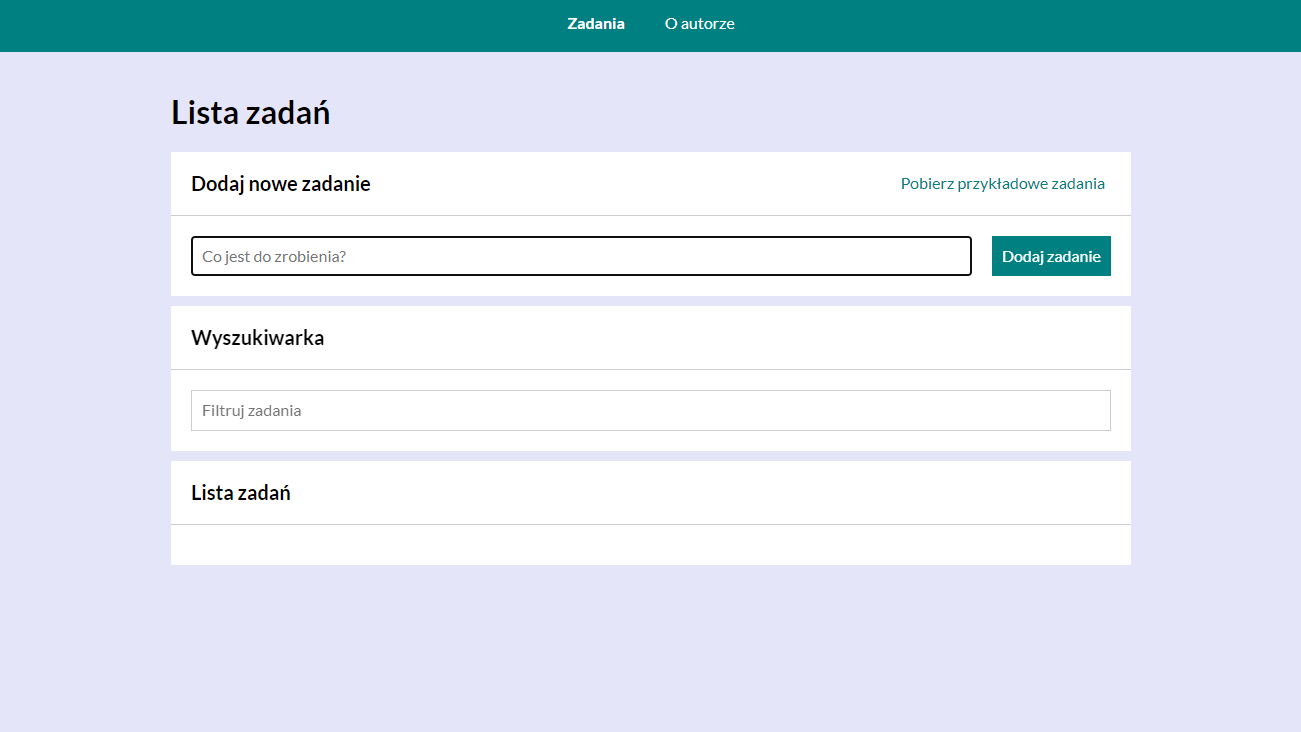 Zadania O autorze
Lista zadań
Dodaj nowe zadanie Pobierz przykładowe zadania
Co jest do zrobienia? Dodaj zadanie
Wyszukiwarka
Filtruj zadania
Lista zadań